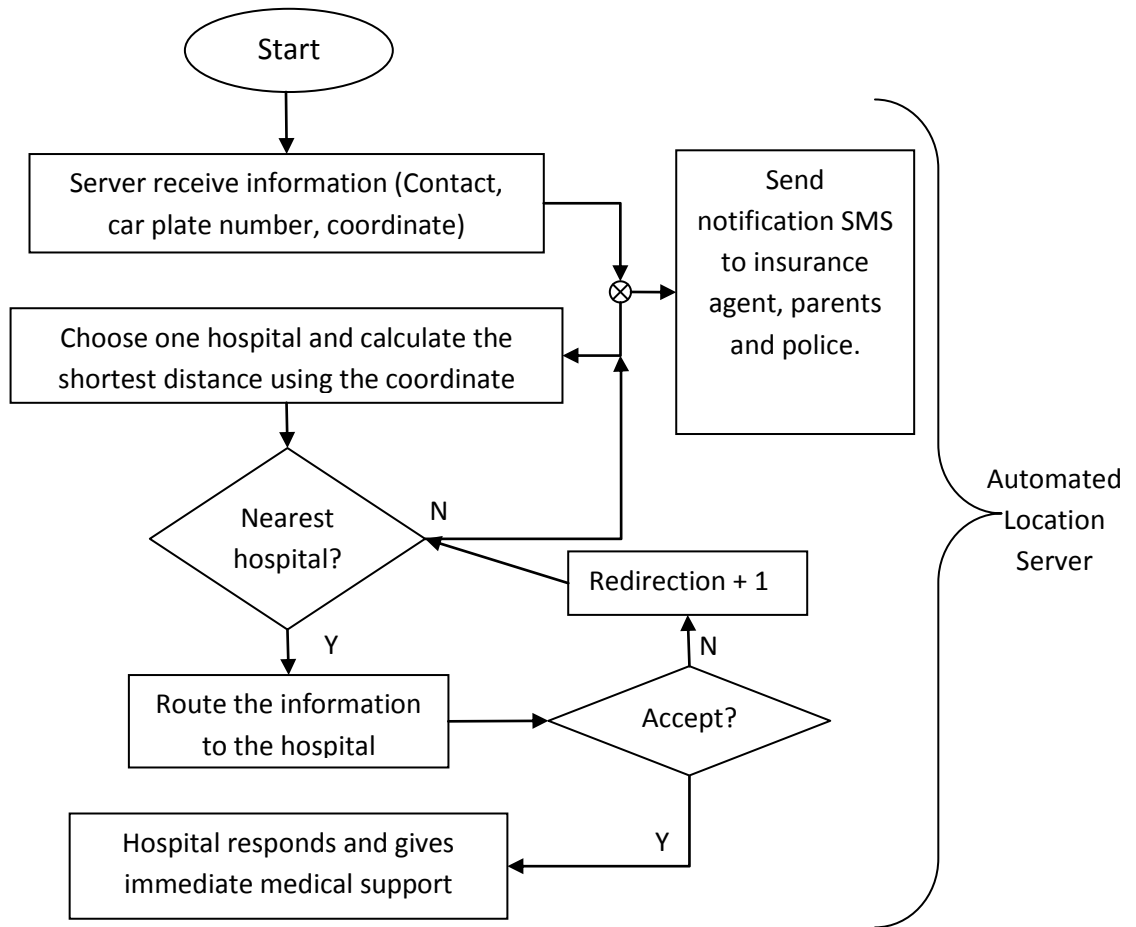 Start
Server receive information (Contact,
car plate number, coordinate)
Send
notification SMS
to insurance
agent, parents
and police.
Choose one hospital and calculate the
shortest distance using the coordinate
Nearest
hospital?
N
Y
Redirection + 1
N
Route the information
to the hospital
Accept?
Y
Hospital responds and gives
immediate medical support
Automated
Location
Server